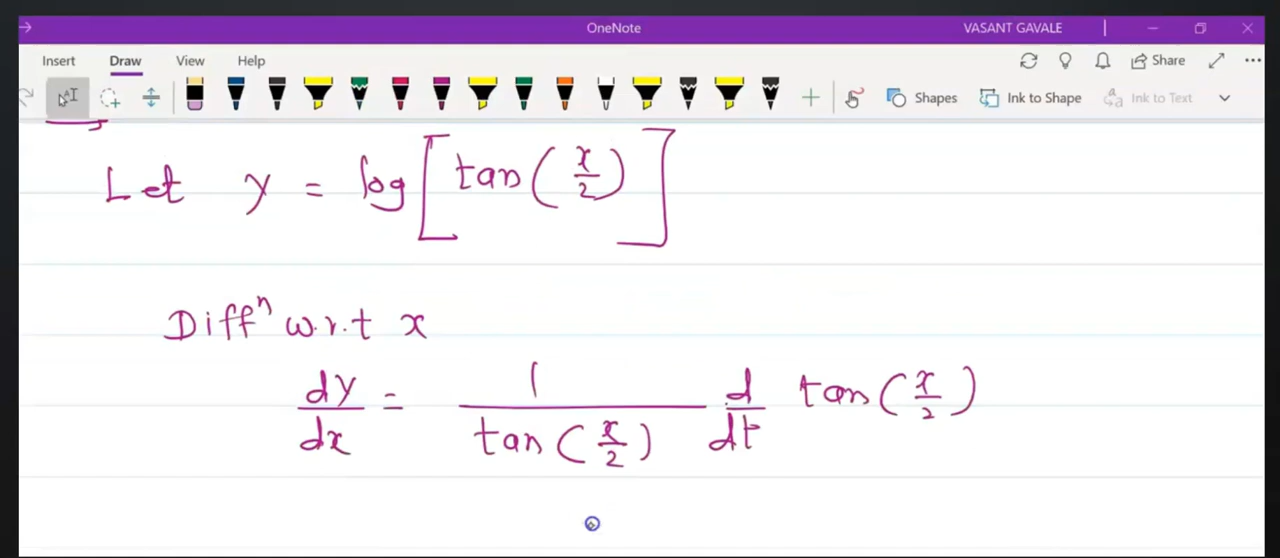 OneNote VASANT GAVALE
Insert Draw View Help Share
Shapes Ink to Shape Ink to Text
Let y = log[tan(x/2)]
Diffⁿ w.r.t x
dy/dx = 1/tan(x/2) d/dt tan(x/2)